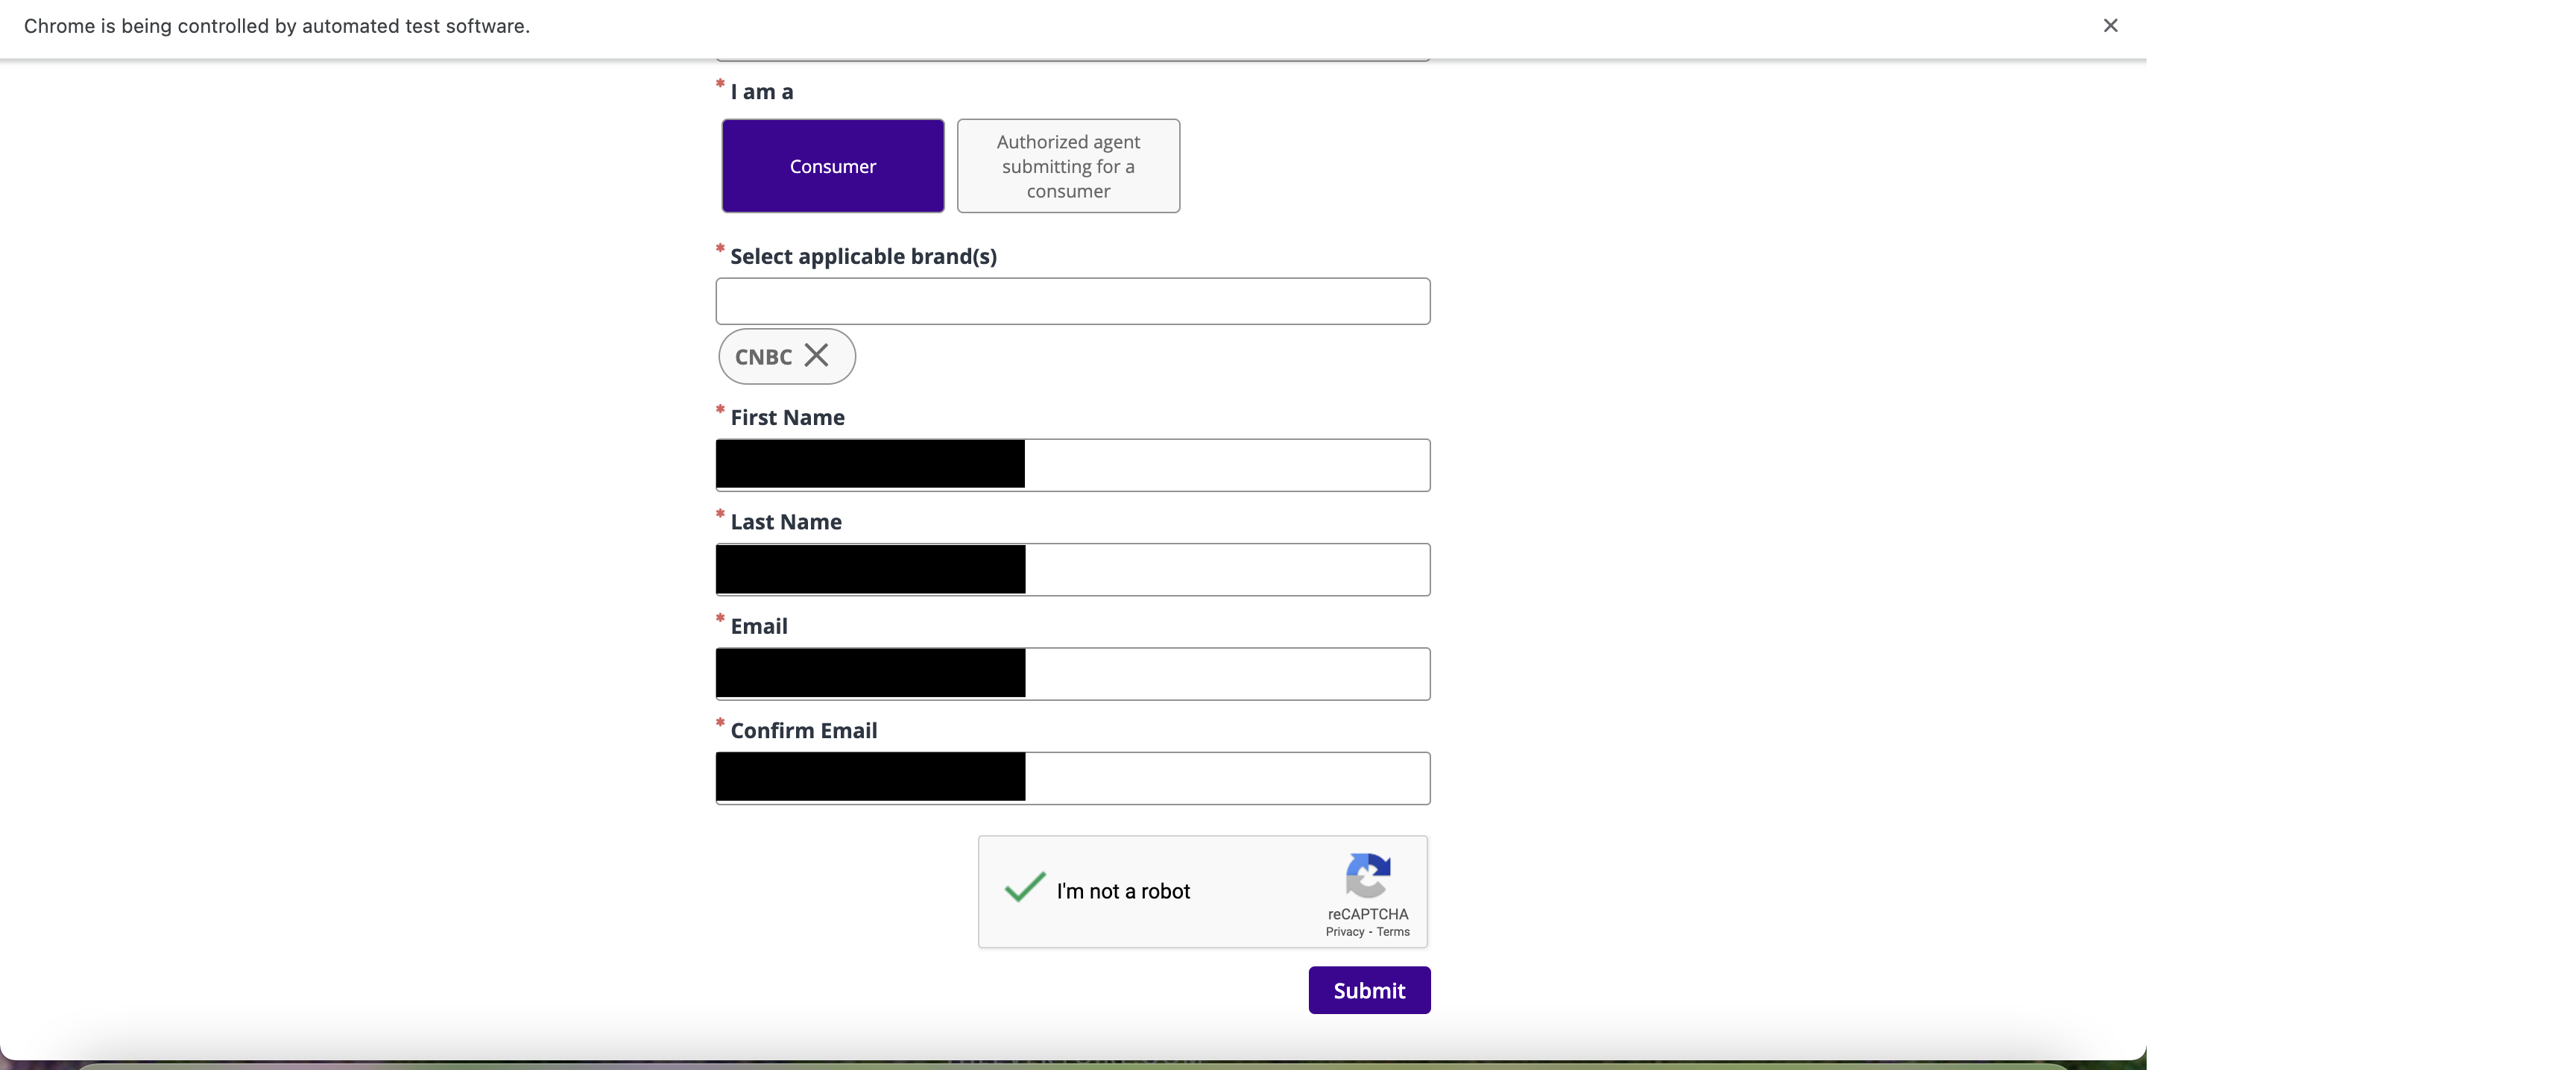 Chrome is being controlled by automated test software.
* I am a
Consumer
Authorized agent
submitting for a
consumer
* Select applicable brand(s)
CNBC
* First Name
* Last Name
* Email
* Confirm Email
I'm not a robot
reCAPTCHA
Privacy - Terms
Submit